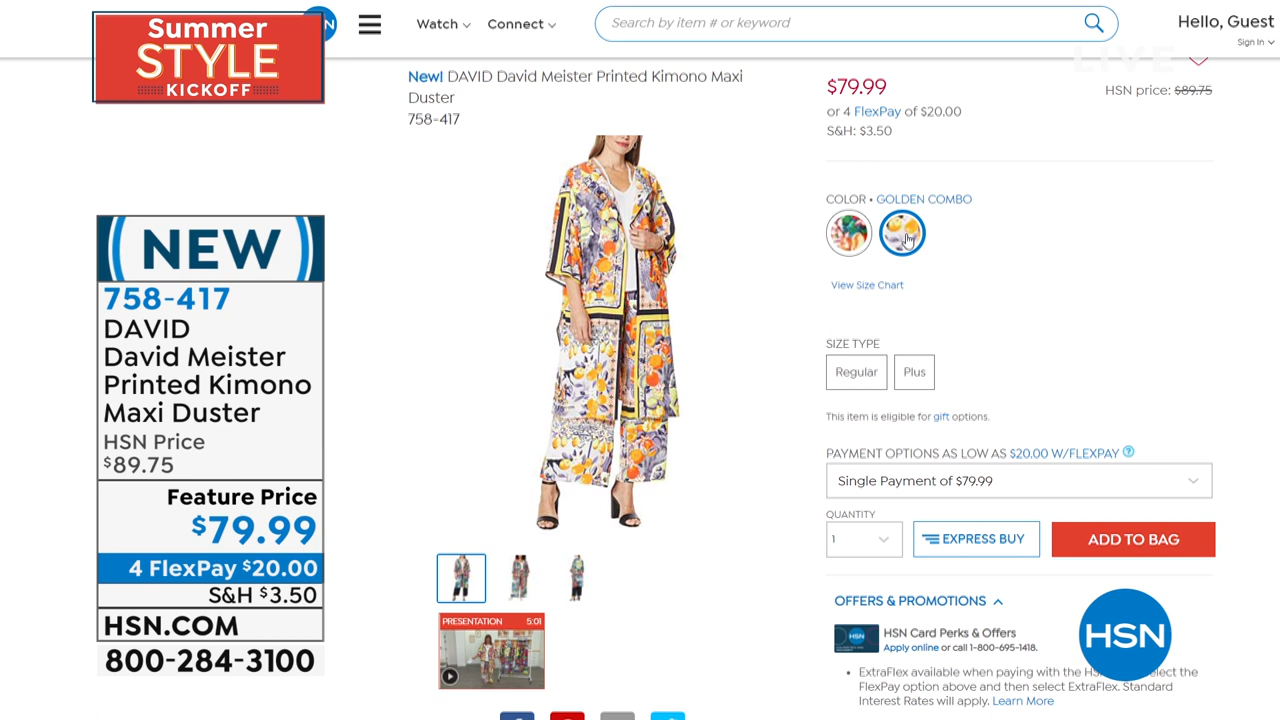 Summer
STYLE
KICKOFF
Watch
Connect
Search by item # or keyword
Hello, Guest
Sign In
LIVE
New! DAVID David Meister Printed Kimono Maxi
Duster
758-417
$79.99
HSN price: $89.75
or 4 FlexPay of $20.00
S&H: $3.50
COLOR • GOLDEN COMBO
View Size Chart
SIZE TYPE
Regular
Plus
This item is eligible for gift options.
PAYMENT OPTIONS AS LOW AS $20.00 W/FLEXPAY ?
Single Payment of $79.99
QUANTITY
1
EXPRESS BUY
ADD TO BAG
OFFERS & PROMOTIONS
HSN
HSN Card Perks & Offers
Apply online or call 1-800-695-1418.
• ExtraFlex available when paying with the HS
elect the
FlexPay option above and then select ExtraFlex. Standard
Interest Rates will apply. Learn More
HSN
PRESENTATION 5:01
(NEW)
758-417
DAVID
David Meister
Printed Kimono
Maxi Duster
HSN Price
$89.75
Feature Price
$79.99
4 FlexPay $20.00
S&H $3.50
HSN.COM
800-284-3100